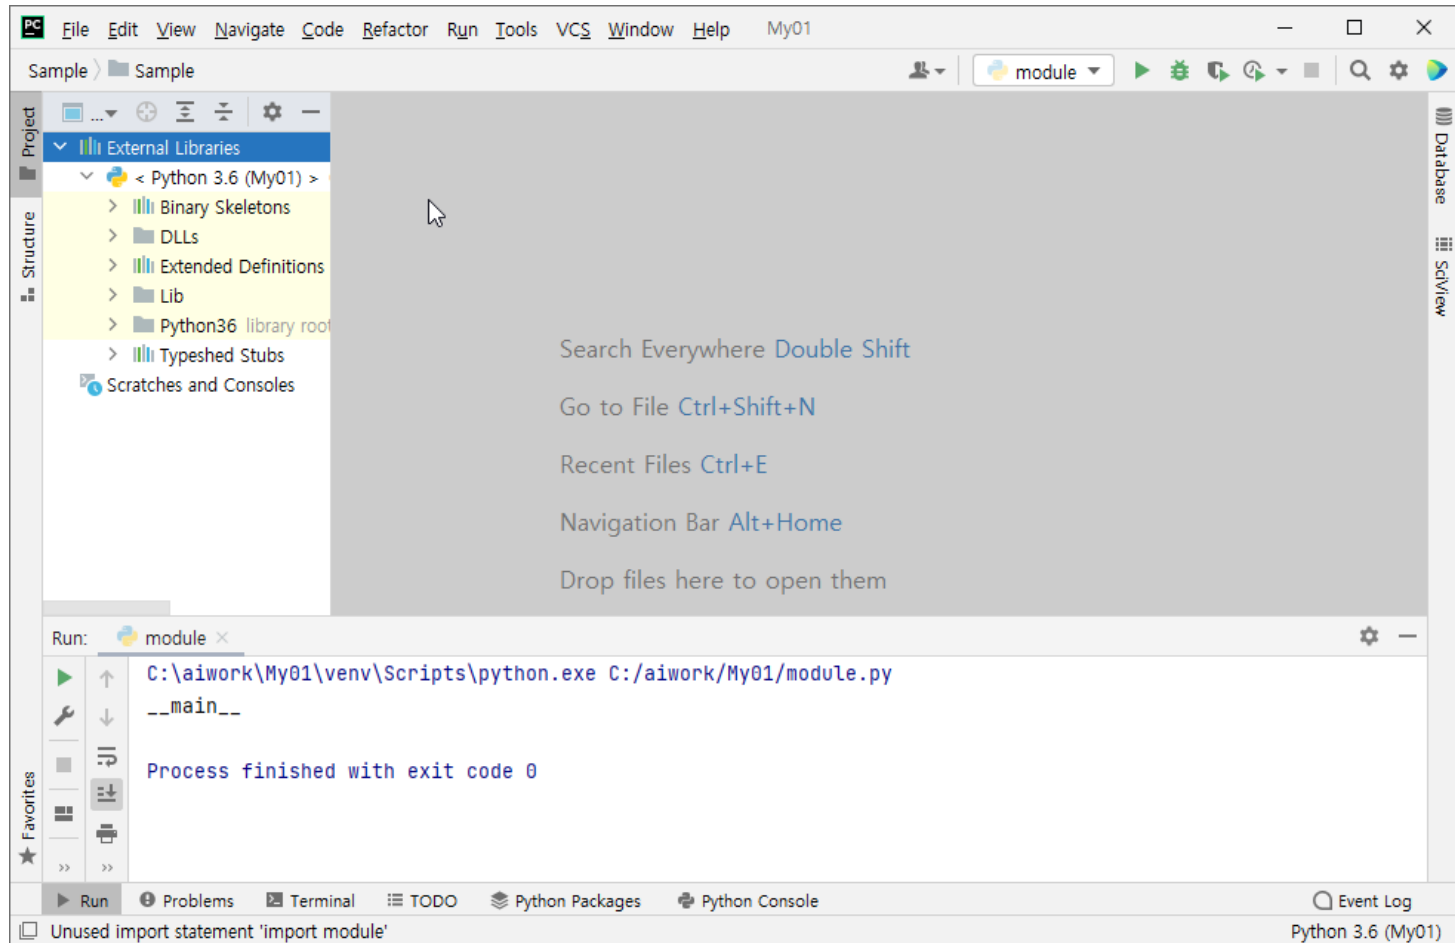 PC File Edit View Navigate Code Refactor Run Tools VCS Window Help My01
Sample Sample module
Project
...
External Libraries
< Python 3.6 (My01) >
Binary Skeletons
DLLs
Extended Definitions
Lib
Python36 library root
Typeshed Stubs
Scratches and Consoles
Structure
Favorites
Database
SciView
Search Everywhere Double Shift
Go to File Ctrl+Shift+N
Recent Files Ctrl+E
Navigation Bar Alt+Home
Drop files here to open them
Run: module
C:\aiwork\My01\venv\Scripts\python.exe C:/aiwork/My01/module.py
__main__
Process finished with exit code 0
Run Problems Terminal TODO Python Packages Python Console Event Log
Unused import statement 'import module' Python 3.6 (My01)